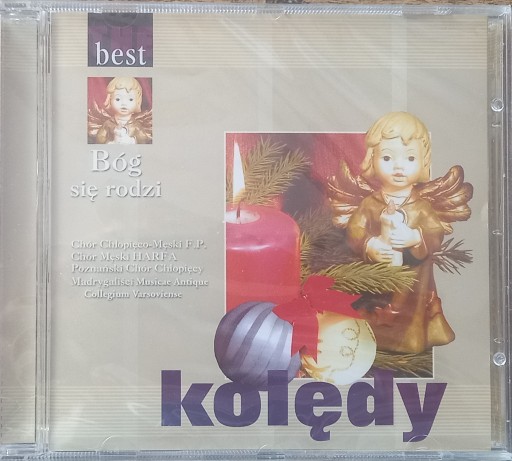 best
Bóg
się rodzi
Chór Chłopięco-Męski F.P.
Chór Męski HARFA
Poznański Chór Chłopięcy
Madrygaliści Musicae Antiquae
Collegium Varsoviense
kolędy